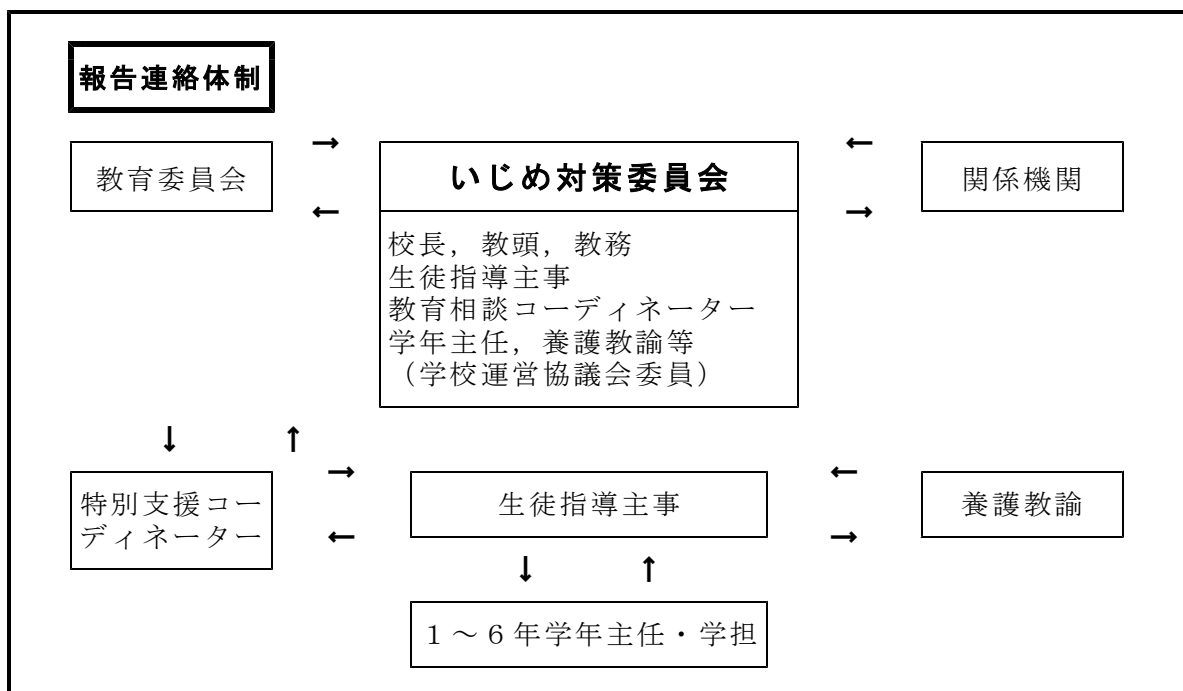 報告連絡体制
→
←
教育委員会
いじめ対策委員会
関係機関
←
→
校長，教頭，教務
生徒指導主事
教育相談コーディネーター
学年主任，養護教諭等
（学校運営協議会委員）
↓ ↑
→
←
特別支援コー
ディネーター
生徒指導主事
養護教諭
←
→
↓ ↑
１～６年学年主任・学担